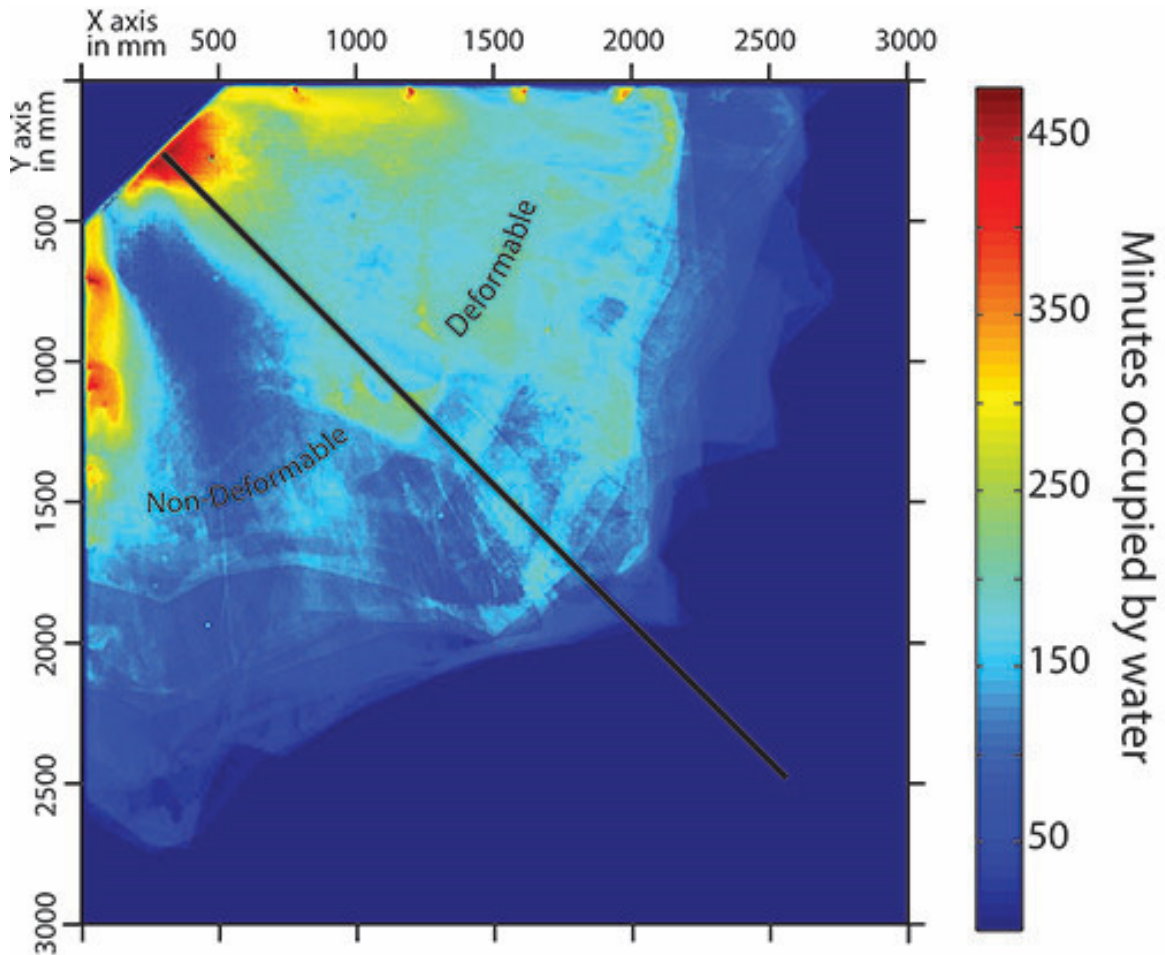 X axis
in mm 500 1000 1500 2000 2500 3000
Y axis
in mm
500
1000
1500
2000
2500
3000
Deformable
Non-Deformable
450
350
250
150
50
Minutes occupied by water